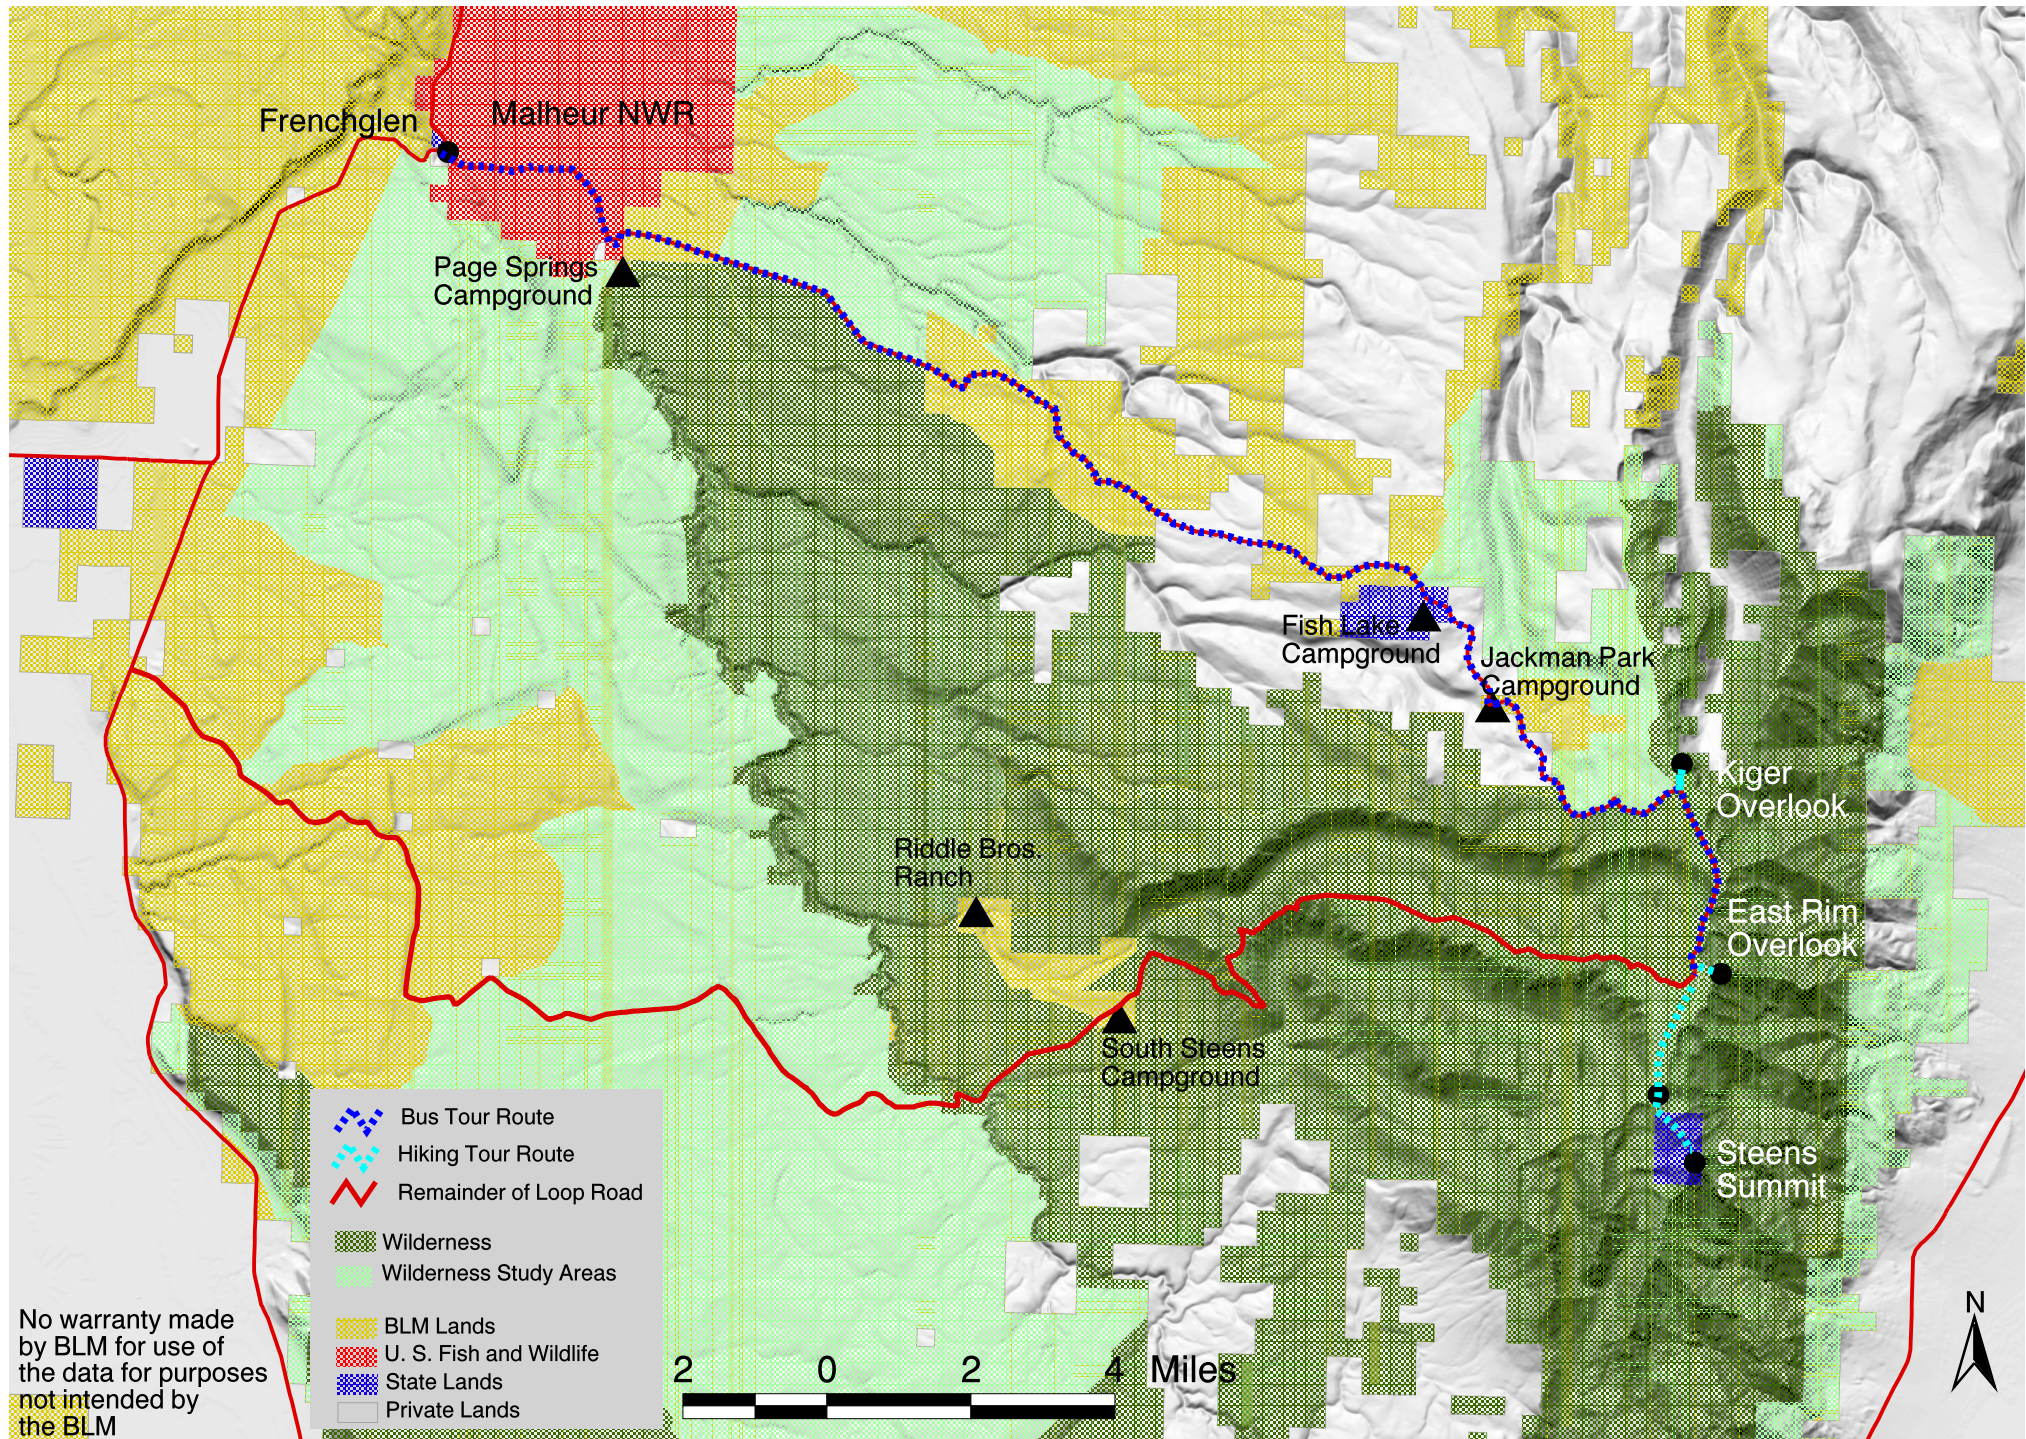 Frenchglen
Malheur NWR
Page Springs
Campground
Fish Lake
Campground
Jackman Park
Campground
Kiger
Overlook
Riddle Bros.
Ranch
East Rim
Overlook
South Steens
Campground
Steens
Summit
Bus Tour Route
Hiking Tour Route
Remainder of Loop Road
Wilderness
Wilderness Study Areas
BLM Lands
U. S. Fish and Wildlife
State Lands
Private Lands
No warranty made
by BLM for use of
the data for purposes
not intended by
the BLM
2 0 2 4 Miles
N